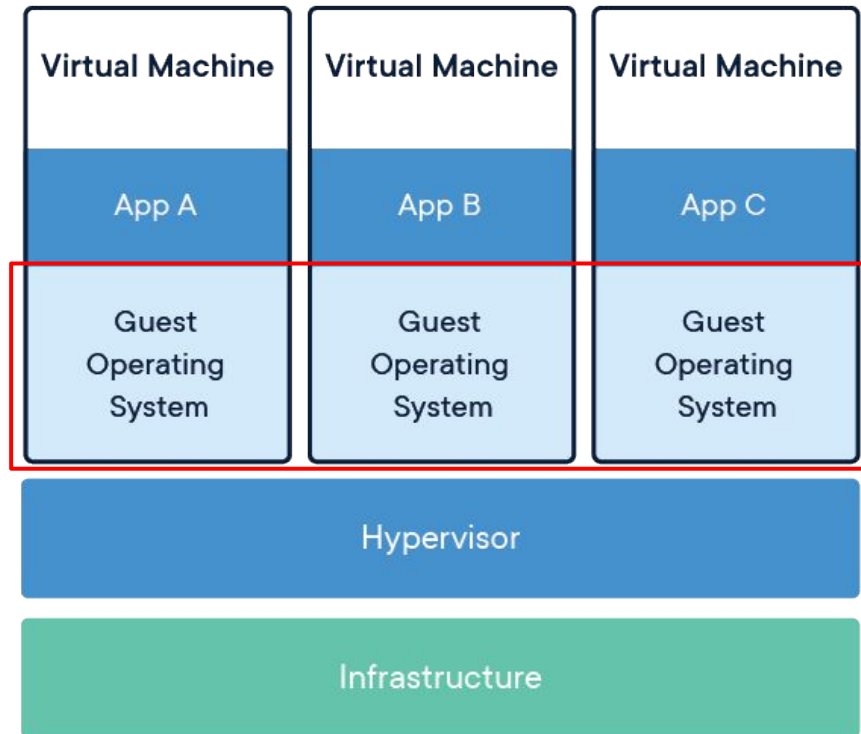 Virtual Machine
Virtual Machine
Virtual Machine
App A
App B
App C
Guest
Operating
System
Guest
Operating
System
Guest
Operating
System
Hypervisor
Infrastructure